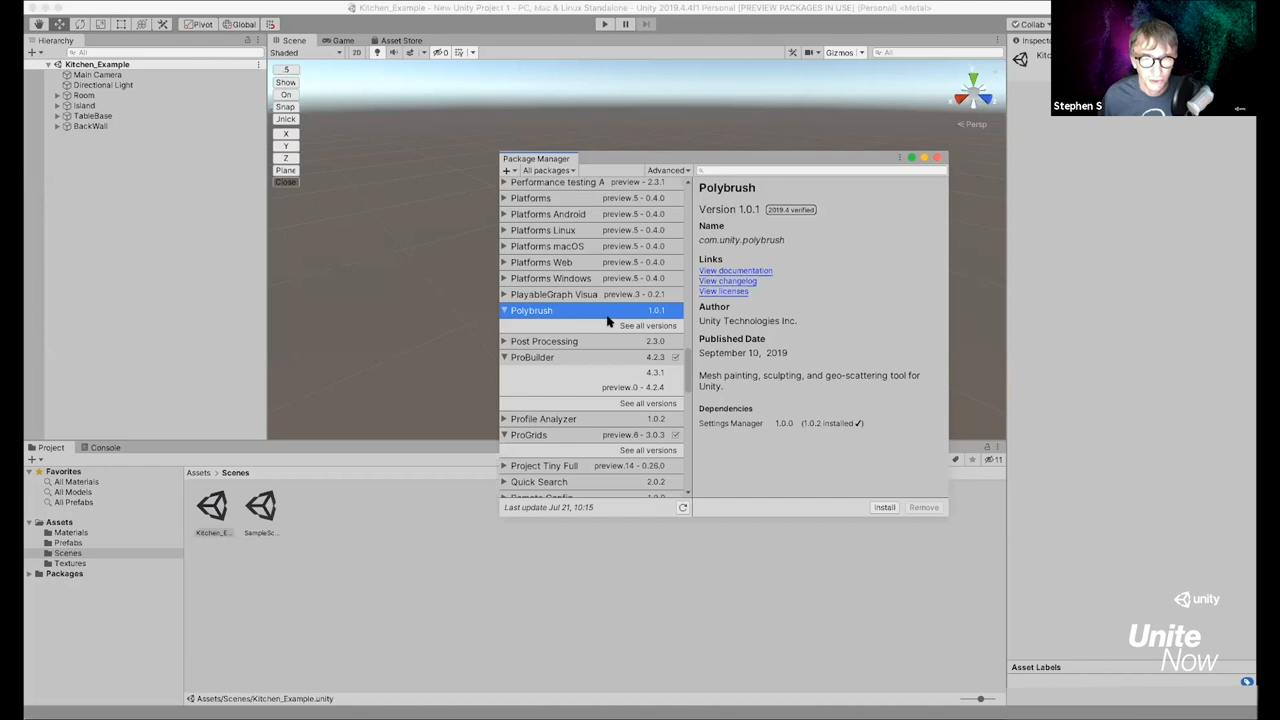 Kitchen_Example - New Unity Project 1 - PC, Mac & Linux Standalone - Unity 2019.4.4f1 Personal [PREVIEW PACKAGES IN USE] (Personal) <Metal>
Pivot Global
Collab
Hierarchy
Scene Game Asset Store
Inspecto
All
Shaded 2D 0 Gizmos All
Kitchen_Example
Main Camera
Directional Light
Room
Island
TableBase
BackWall
.5
Show
On
Snap
X
Y
Z
Plane
Close
Persp
Kitc
Stephen S
Package Manager
All packages Advanced
Performance testing A preview - 2.3.1
Platforms preview.5 - 0.4.0
Platforms Android preview.5 - 0.4.0
Platforms Linux preview.5 - 0.4.0
Platforms macOS preview.5 - 0.4.0
Platforms Web preview.5 - 0.4.0
Platforms Windows preview.5 - 0.4.0
PlayableGraph Visua preview.3 - 0.2.1
Polybrush 1.0.1
See all versions
Post Processing 2.3.0
ProBuilder 4.2.3
4.3.1
preview.0 - 4.2.4
See all versions
Profile Analyzer 1.0.2
ProGrids preview.6 - 3.0.3
See all versions
Project Tiny Full preview.14 - 0.26.0
Quick Search 2.0.2
Last update Jul 21, 10:15
Polybrush
Version 1.0.1 2019.4 verified
Name
com.unity.polybrush
Links
View documentation
View changelog
View licenses
Author
Unity Technologies Inc.
Published Date
September 10, 2019
Mesh painting, sculpting, and geo-scattering tool for
Unity.
Dependencies
Settings Manager 1.0.0 (1.0.2 installed ✓)
Install Remove
Project Console
11
Favorites
All Materials
All Models
All Prefabs
Assets
Materials
Prefabs
Scenes
Textures
Packages
Assets › Scenes
Kitchen_E...
SampleSc...
Assets/Scenes/Kitchen_Example.unity
unity
Unite
Now
Asset Labels